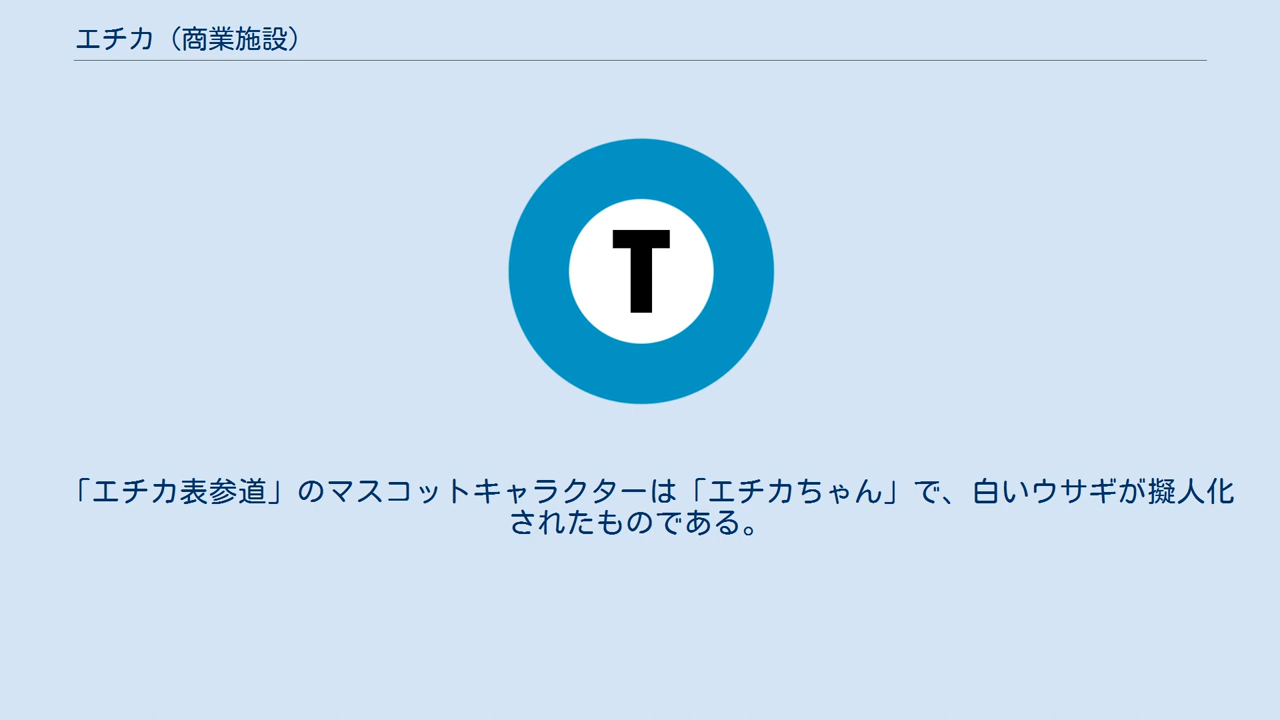 エチカ（商業施設）
T
「エチカ表参道」のマスコットキャラクターは「エチカちゃん」で、白いウサギが擬人化
されたものである。